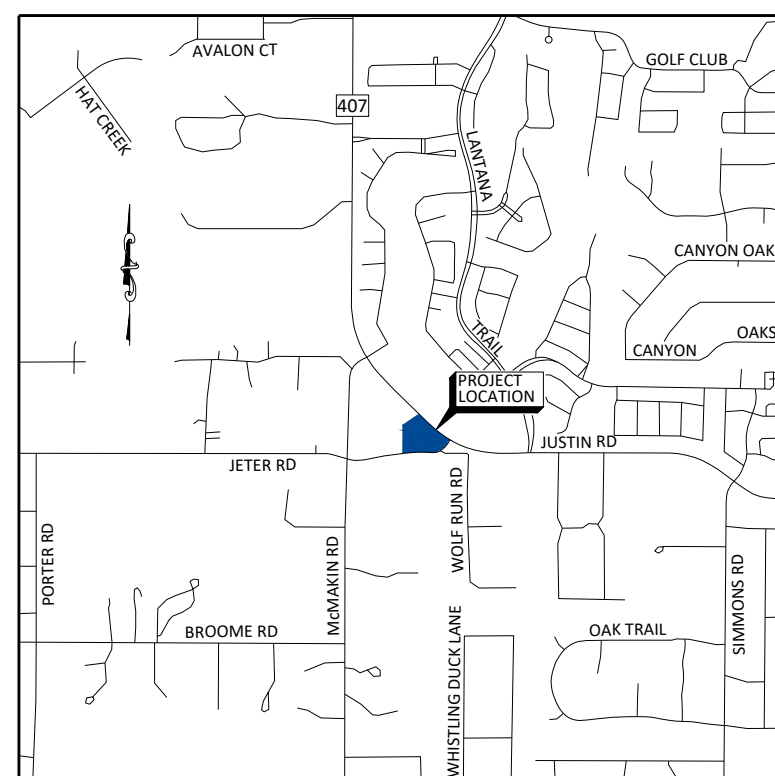 AVALON CT
GOLF CLUB
HAT CREEK
407
LANTANA
CANYON OAK
TRAIL
OAKS
CANYON
PROJECT
LOCATION
JUSTIN RD
JETER RD
WOLF RUN RD
PORTER RD
McMAKIN RD
SIMMONS RD
BROOME RD
OAK TRAIL
WHISTLING DUCK LANE